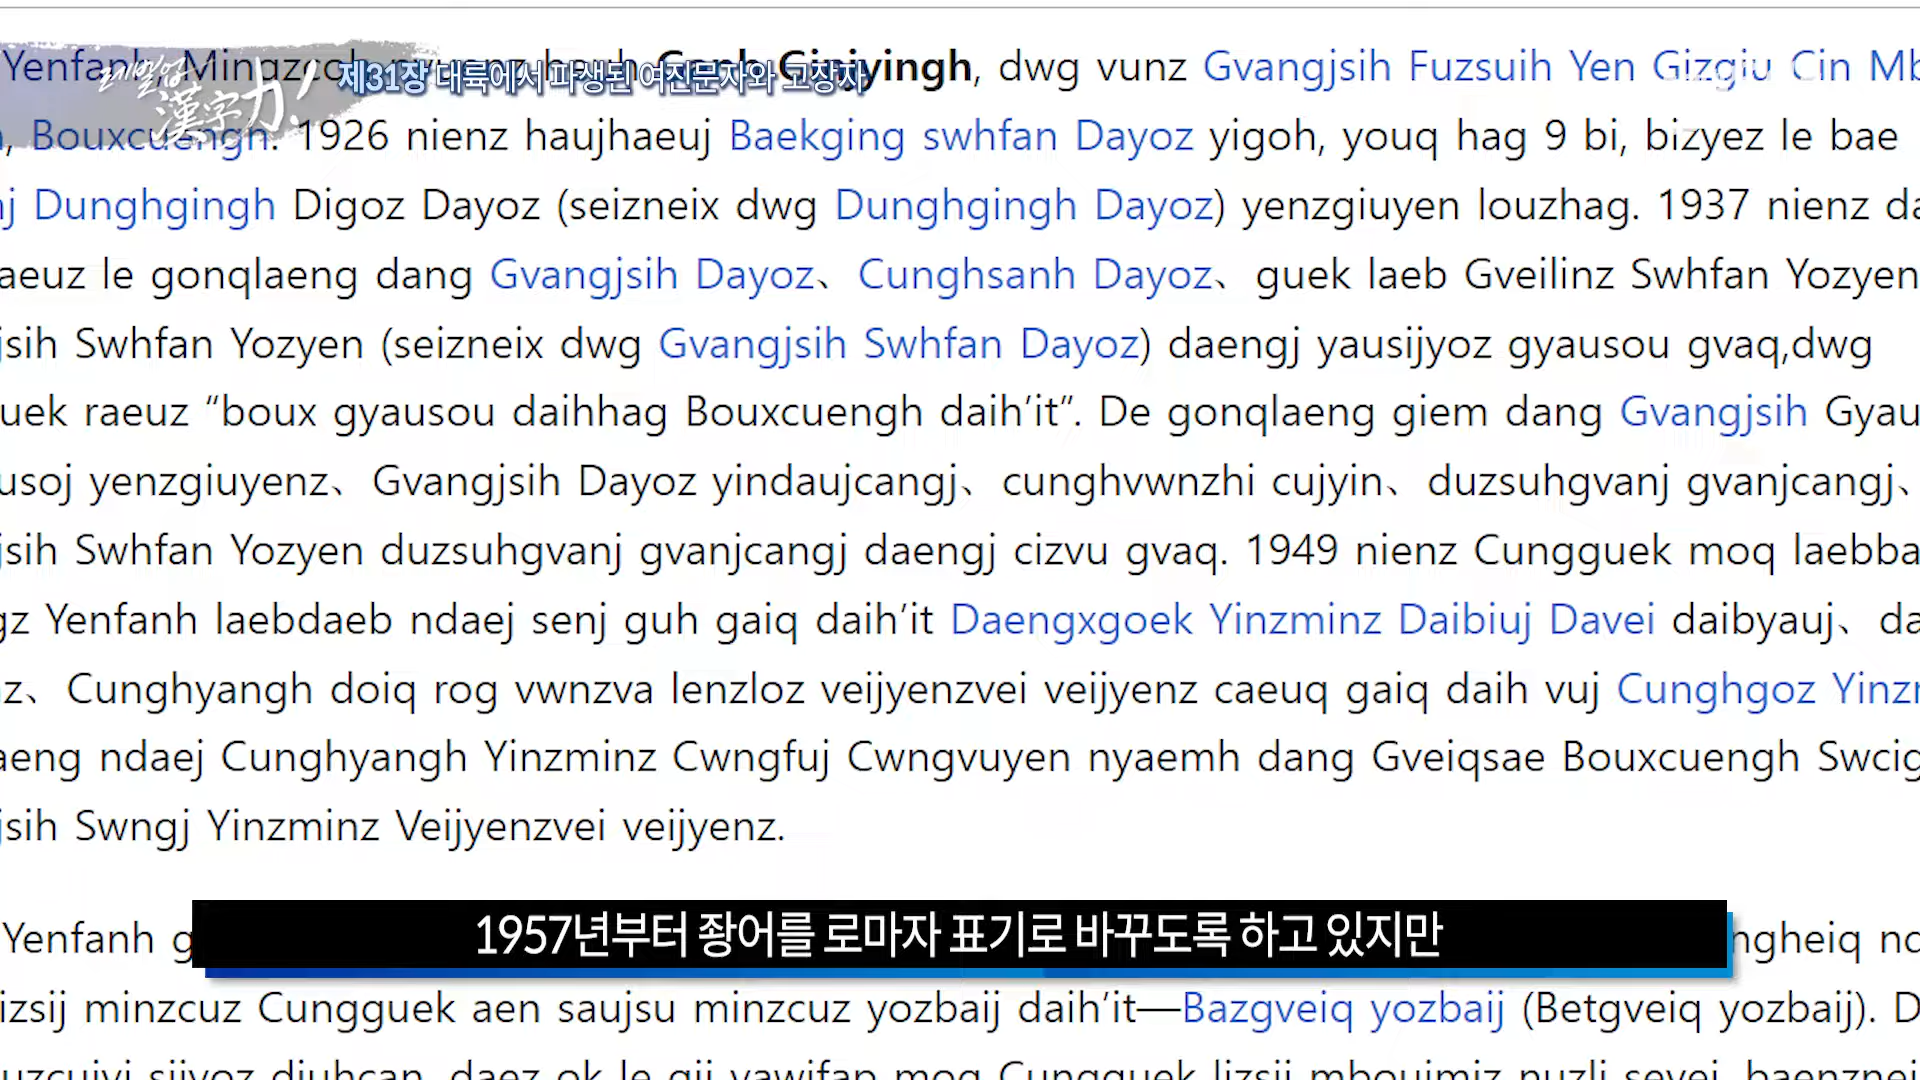 레벨업 漢字力!
제31장 대륙에서 파생된 여진문자와 고장자
Yenfanh, dwg vunz Gvangjsih Fuzsuih Yen Gizgiu Cin
Bouxcuengh. 1926 nienz haujhaeuj Baekging swhfan Dayoz yigoh, youq hag 9 bi, bizyez le bae
Dunghgingh Digoz Dayoz (seizneix dwg Dunghgingh Dayoz) yenzgiuyen louzhag. 1937 nienz
aeuz le gonqlaeng dang Gvangjsih Dayoz、Cunghsanh Dayoz、guek laeb Gveilinz Swhfan Yozyen
jsih Swhfan Yozyen (seizneix dwg Gvangjsih Swhfan Dayoz) daengj yausijyoz gyausou gvaq,dwg
uek raeuz “boux gyausou daihhag Bouxcuengh daih’it”. De gonqlaeng giem dang Gvangjsih Gyau
usoj yenzgiuyenz、Gvangjsih Dayoz yindaujcangj、cunghvwnzhi cujyin、duzsuhgvanj gvanjcangj、
jsih Swhfan Yozyen duzsuhgvanj gvanjcangj daengj cizvu gvaq. 1949 nienz Cungguek moq laebba
gz Yenfanh laebdaeb ndaej senj guh gaiq daih’it Daengxgoek Yinzminz Daibiuj Davei daibyauj、da
z、Cunghyangh doiq rog vwnzva lenzloz veijyenzvei veijyenz caeuq gaiq daih vuj Cunghgoz
aeng ndaej Cunghyangh Yinzminz Cwngfuj Cwngvuyen nyaemh dang Gveiqsae Bouxcuengh Swcig
jsih Swngj Yinzminz Veijyenzvei veijyenz.
Yenfanh g
1957년부터 좡어를 로마자 표기로 바꾸도록 하고 있지만
ngheiq
izsij minzcuz Cungguek aen saujsu minzcuz yozbaij daih’it—Bazgveiq yozbaij (Betgveiq yozbaij). D